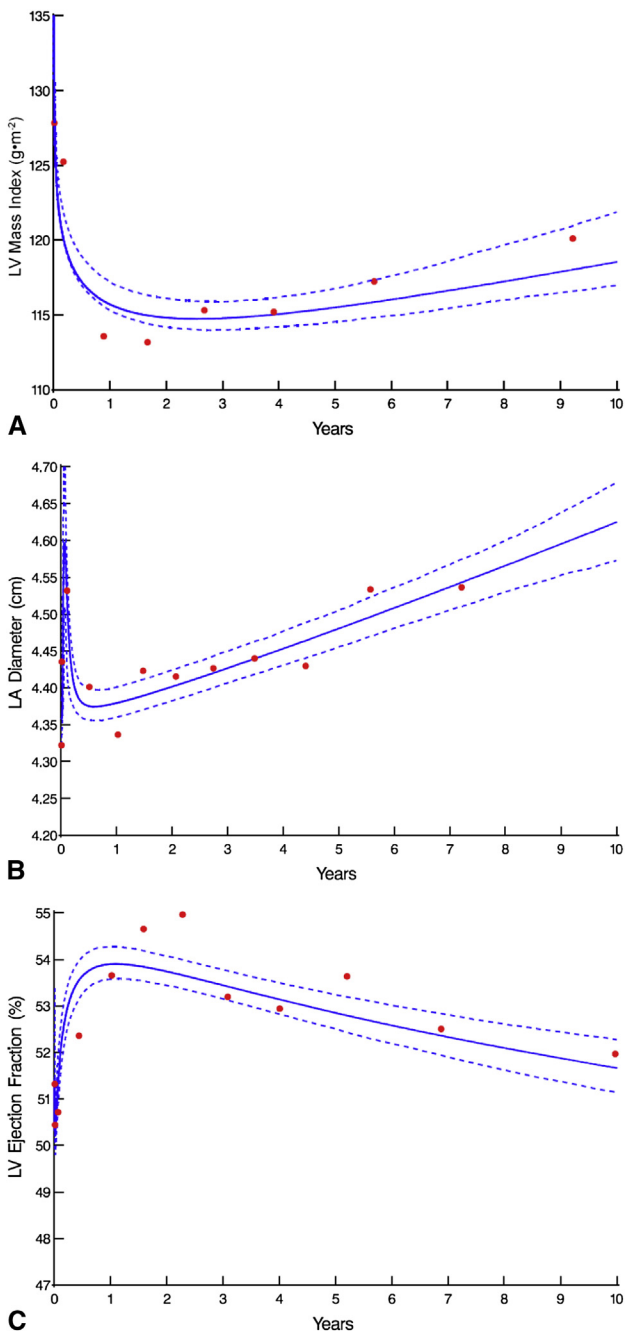 LV Mass Index (g•m-2)
135
130
125
120
115
110
0 1 2 3 4 5 6 7 8 9 10
Years
A
LA Diameter (cm)
4.70
4.65
4.60
4.55
4.50
4.45
4.40
4.35
4.30
4.25
4.20
0 1 2 3 4 5 6 7 8 9 10
Years
B
LV Ejection Fraction (%)
55
54
53
52
51
50
49
48
47
0 1 2 3 4 5 6 7 8 9 10
Years
C